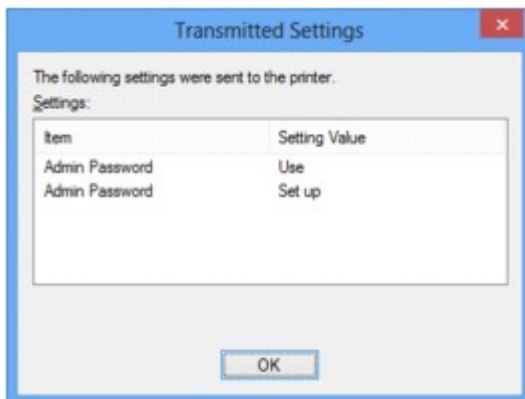 Transmitted Settings
The following settings were sent to the printer.
Settings:
Item Setting Value
Admin Password Use
Admin Password Set up
OK